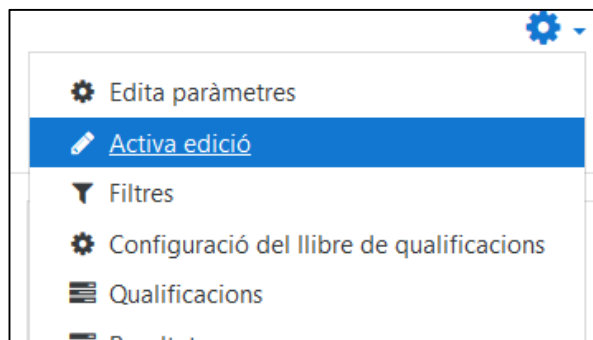 Edita paràmetres
Activa edició
Filtres
Configuració del llibre de qualificacions
Qualificacions